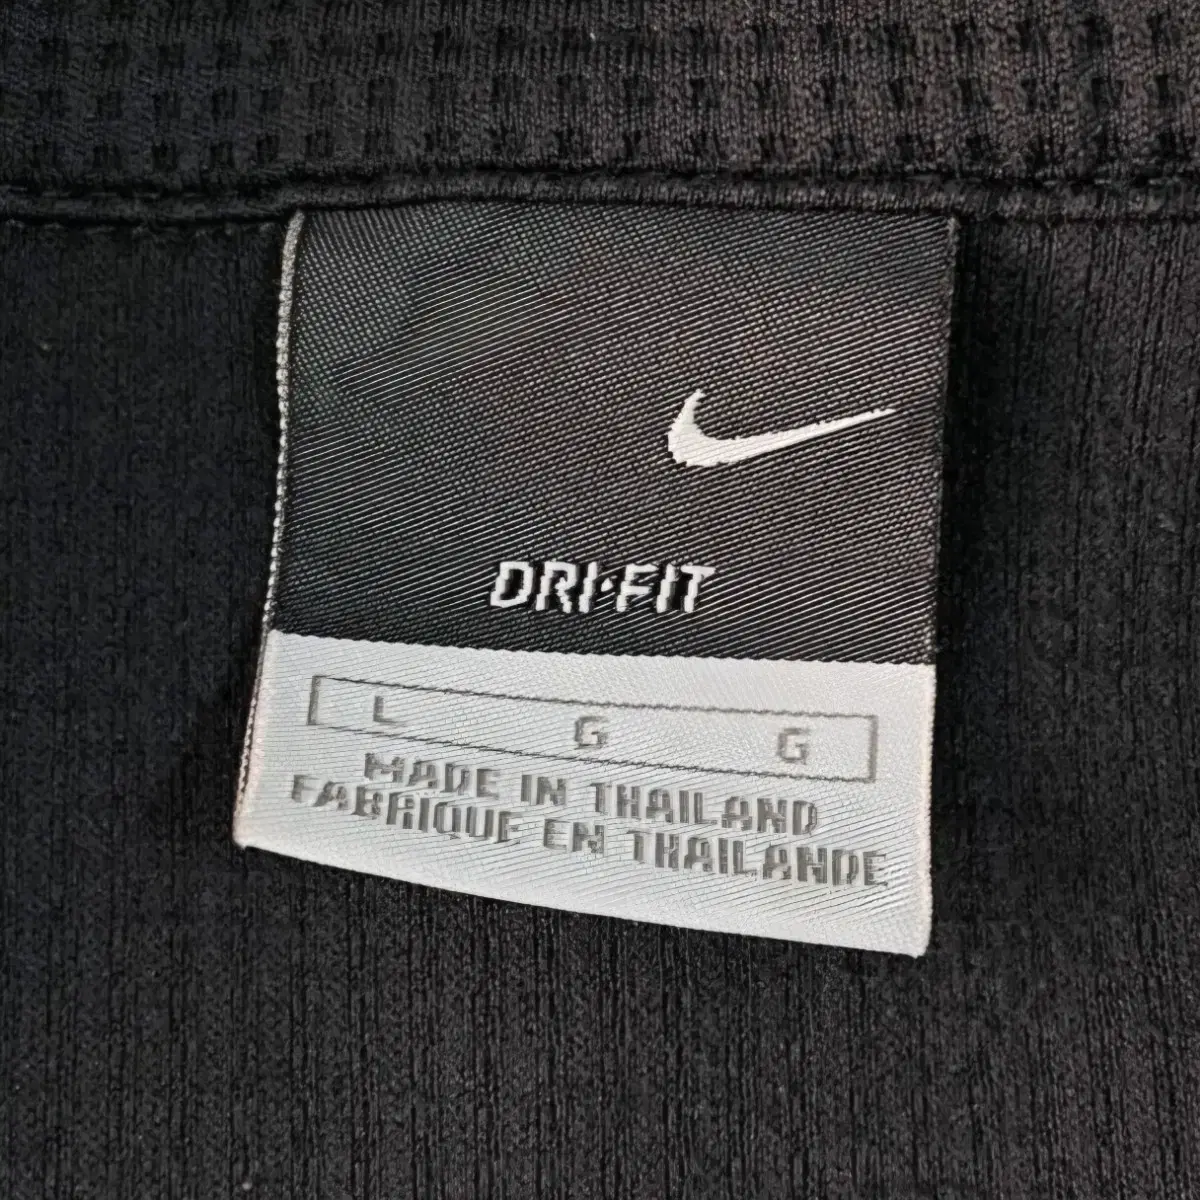 DRI·FIT
L G G
MADE IN THAILAND
FABRIQUE EN THAILANDE